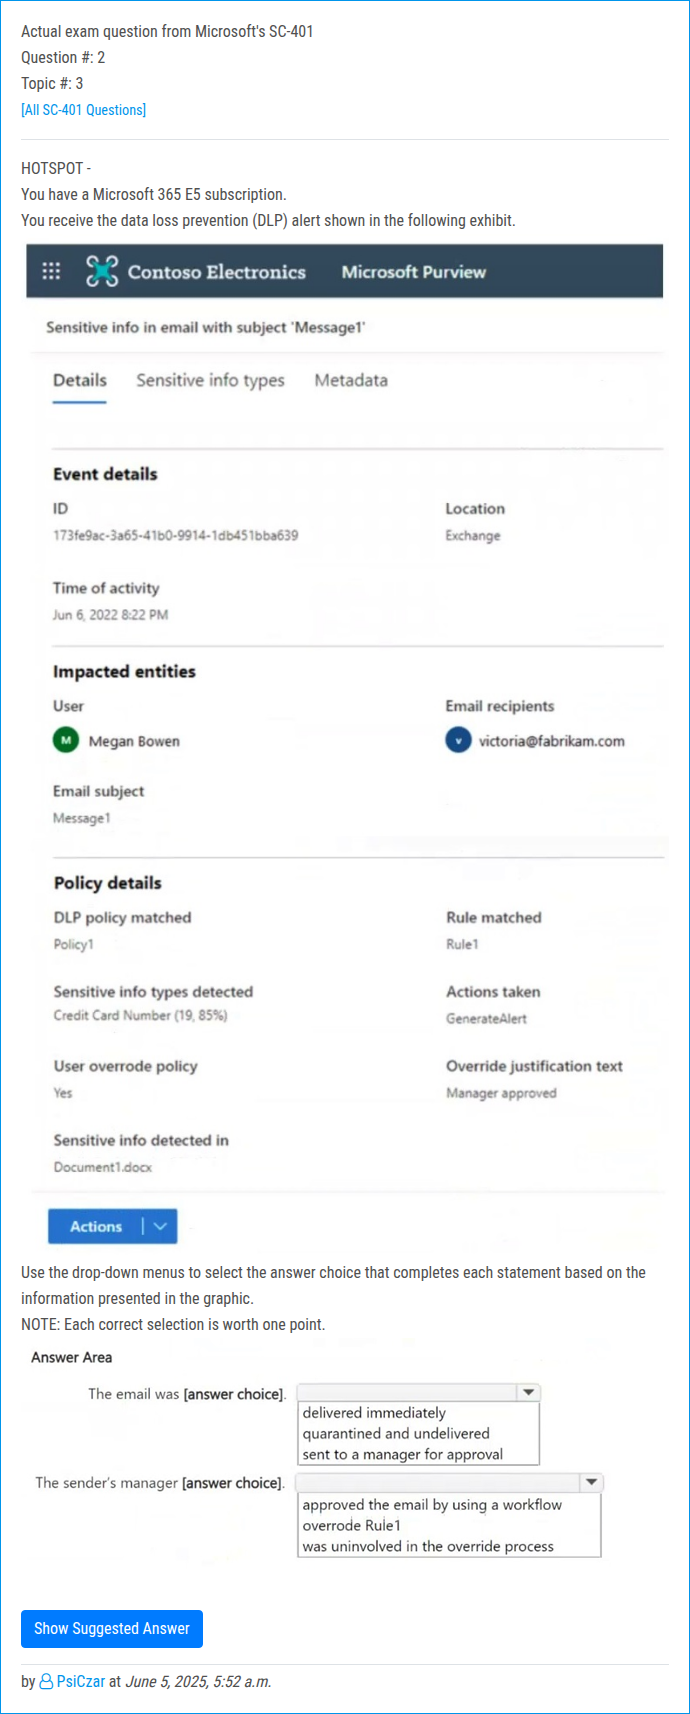 Actual exam question from Microsoft's SC-401
Question #: 2
Topic #: 3
[All SC-401 Questions]
HOTSPOT -
You have a Microsoft 365 E5 subscription.
You receive the data loss prevention (DLP) alert shown in the following exhibit.
Contoso Electronics Microsoft Purview
Sensitive info in email with subject 'Message1'
Details Sensitive info types Metadata
Event details
ID Location
173fe9ac-3a65-41b0-9914-1db451bba639 Exchange
Time of activity
Jun 6, 2022 8:22 PM
Impacted entities
User Email recipients
M Megan Bowen v victoria@fabrikam.com
Email subject
Message1
Policy details
DLP policy matched Rule matched
Policy1 Rule1
Sensitive info types detected Actions taken
Credit Card Number (19, 85%) GenerateAlert
User overrode policy Override justification text
Yes Manager approved
Sensitive info detected in
Document1.docx
Actions
Use the drop-down menus to select the answer choice that completes each statement based on the
information presented in the graphic.
NOTE: Each correct selection is worth one point.
Answer Area
The email was [answer choice].
delivered immediately
quarantined and undelivered
sent to a manager for approval
The sender's manager [answer choice].
approved the email by using a workflow
overrode Rule1
was uninvolved in the override process
Show Suggested Answer
by PsiCzar at June 5, 2025, 5:52 a.m.